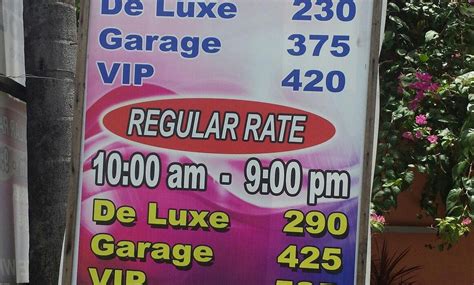 De Luxe 230
Garage 375
VIP 420
REGULAR RATE
10:00 am - 9:00 pm
De Luxe 290
Garage 425
VIP